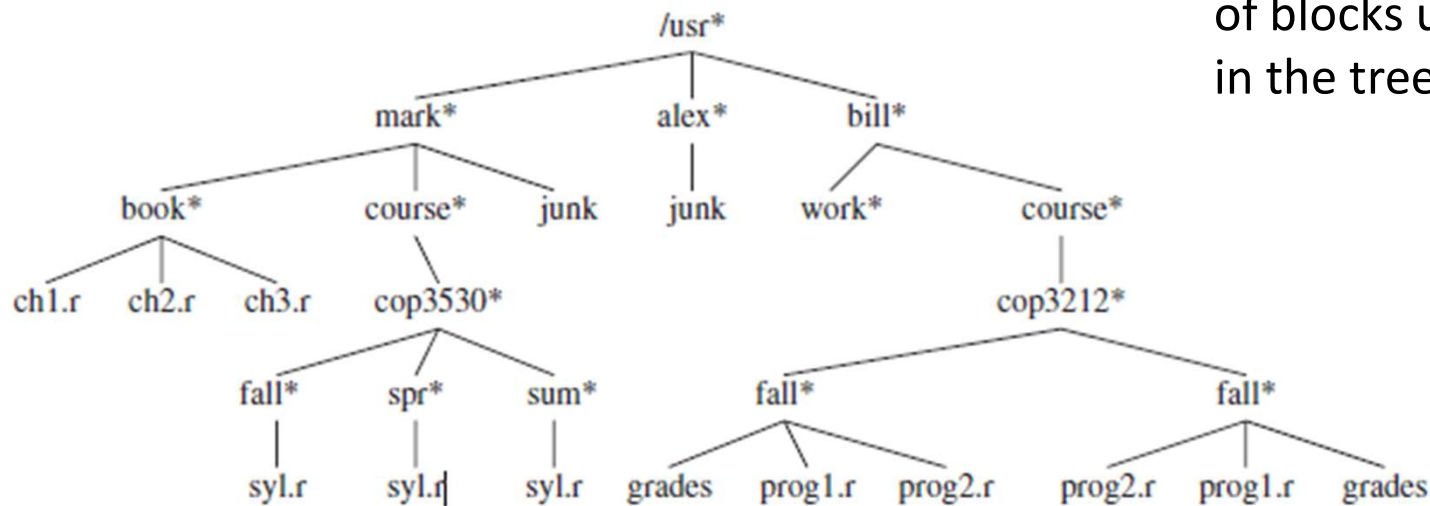 of blocks u
in the tree
/usr*
mark* alex* bill*
book* course* junk junk work* course*
ch1.r ch2.r ch3.r cop3530* cop3212*
fall* spr* sum* fall* fall*
syl.r syl.r syl.r grades prog1.r prog2.r prog2.r prog1.r grades